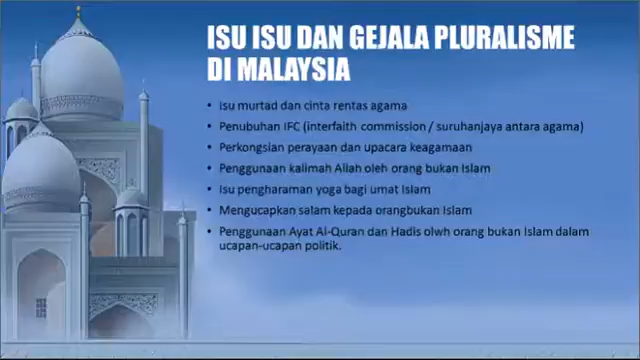 ISU ISU DAN GEJALA PLURALISME
DI MALAYSIA
• Isu murtad dan cinta rentas agama
• Penubuhan IFC (interfaith commission / suruhanjaya antara agama)
• Perkongsian perayaan dan upacara keagamaan
• Penggunaan kalimah Allah oleh orang bukan Islam
• Isu pengharaman yoga bagi umat Islam
• Mengucapkan salam kepada orangbukan Islam
• Penggunaan Ayat Al-Quran dan Hadis olwh orang bukan Islam dalam
ucapan-ucapan politik.